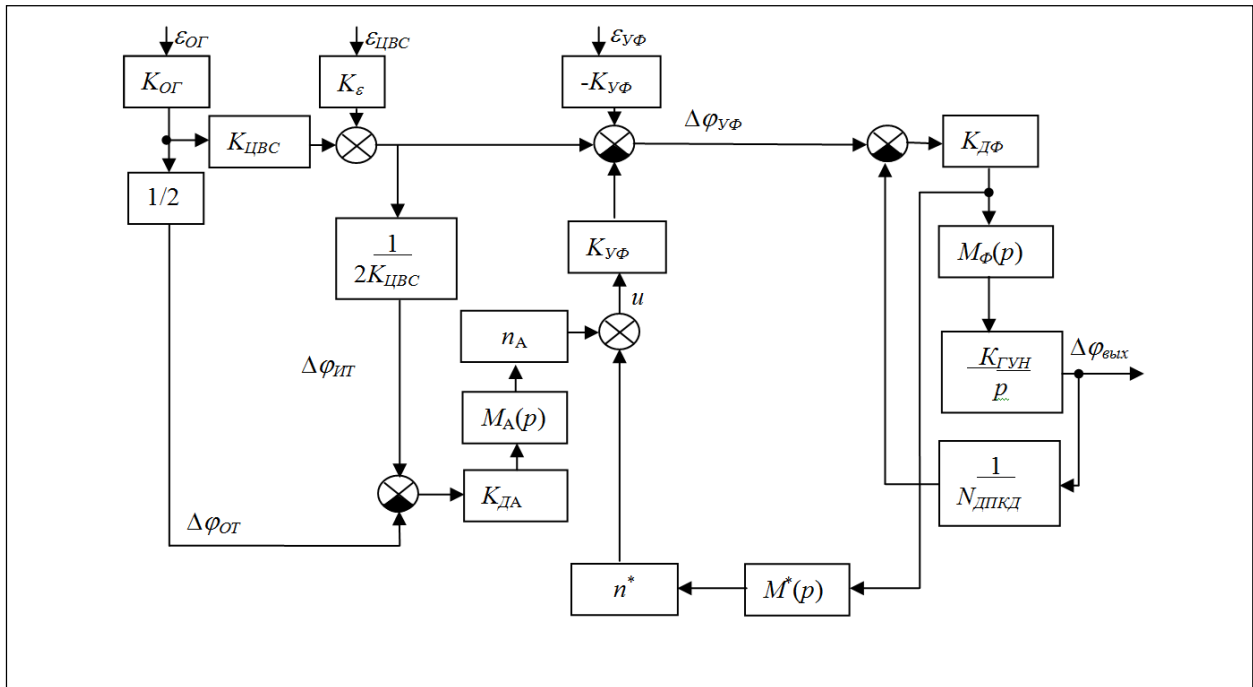 ε_ОГ
ε_ЦВС
ε_УФ
K_ОГ
K_ε
-K_УФ
Δφ_УФ
K_ЦВС
K_ДФ
1/2
1
2K_ЦВС
K_УФ
M_Ф(p)
u
n_А
K_ГУН
p
Δφ_вых
Δφ_ИТ
M_А(p)
K_ДА
1
N_ДПКД
Δφ_ОТ
n*
M*(p)